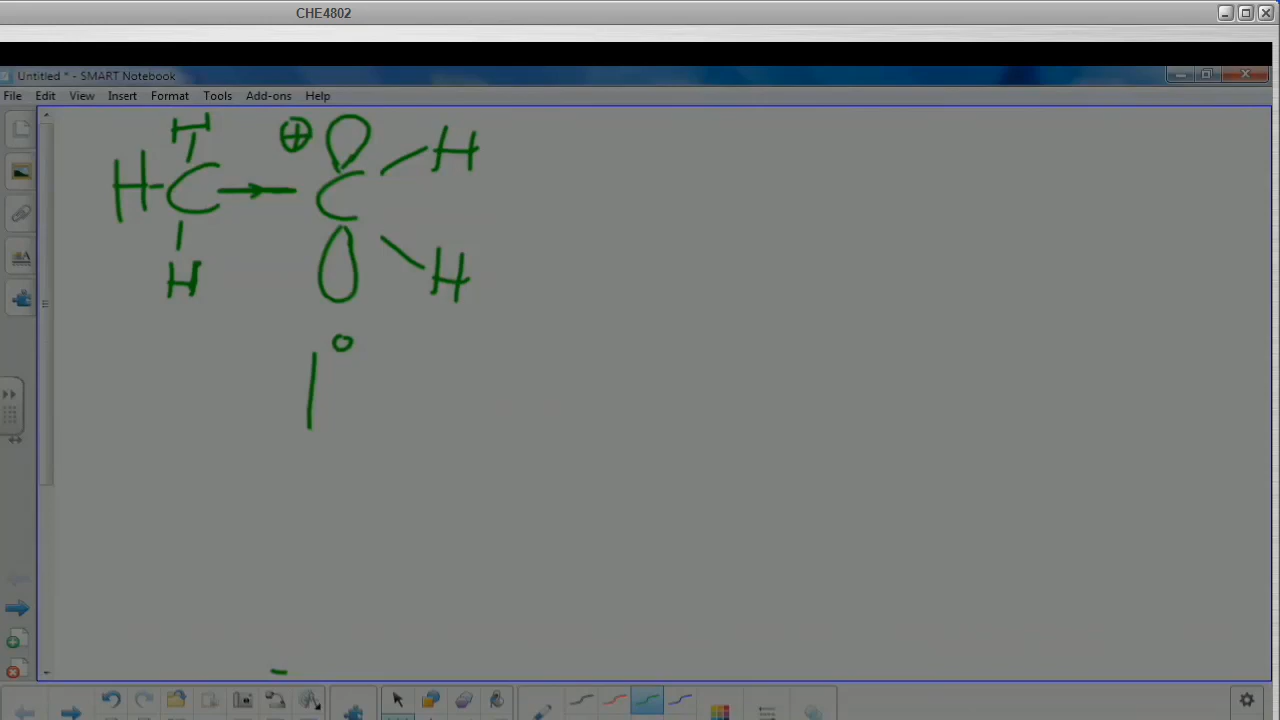 CHE4802
Untitled * - SMART Notebook
File Edit View Insert Format Tools Add-ons Help
H
⊕
H
H-C→C
H
H
1°